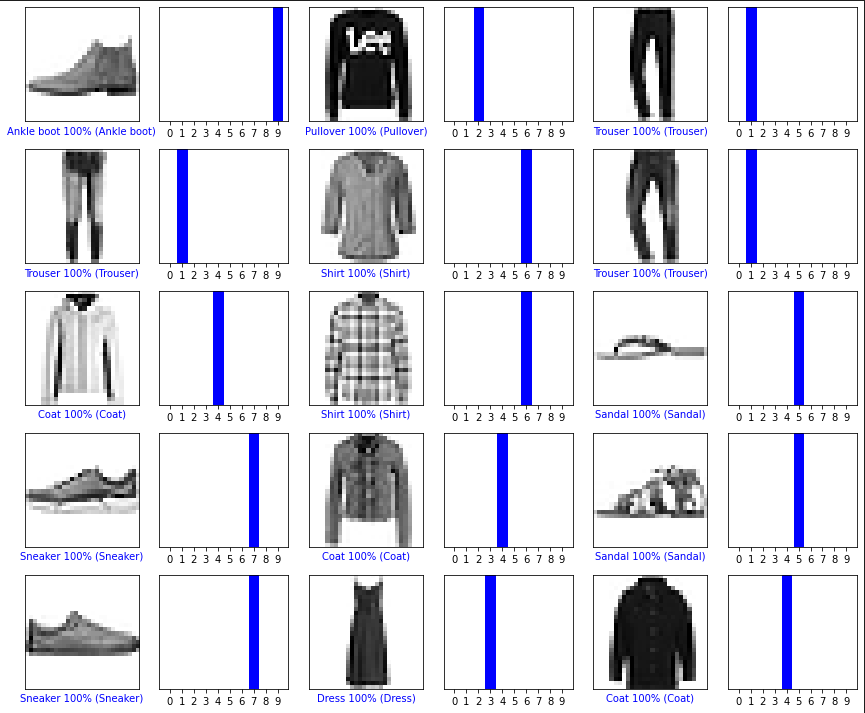 Lee
0 1 2 3 4 5 6 7 8 9 0 1 2 3 4 5 6 7 8 9 0 1 2 3 4 5 6 7 8 9
Ankle boot 100% (Ankle boot) Pullover 100% (Pullover) Trouser 100% (Trouser)
0 1 2 3 4 5 6 7 8 9 0 1 2 3 4 5 6 7 8 9 0 1 2 3 4 5 6 7 8 9
Trouser 100% (Trouser) Shirt 100% (Shirt) Trouser 100% (Trouser)
0 1 2 3 4 5 6 7 8 9 0 1 2 3 4 5 6 7 8 9 0 1 2 3 4 5 6 7 8 9
Coat 100% (Coat) Shirt 100% (Shirt) Sandal 100% (Sandal)
0 1 2 3 4 5 6 7 8 9 0 1 2 3 4 5 6 7 8 9 0 1 2 3 4 5 6 7 8 9
Sneaker 100% (Sneaker) Coat 100% (Coat) Sandal 100% (Sandal)
0 1 2 3 4 5 6 7 8 9 0 1 2 3 4 5 6 7 8 9 0 1 2 3 4 5 6 7 8 9
Sneaker 100% (Sneaker) Dress 100% (Dress) Coat 100% (Coat)